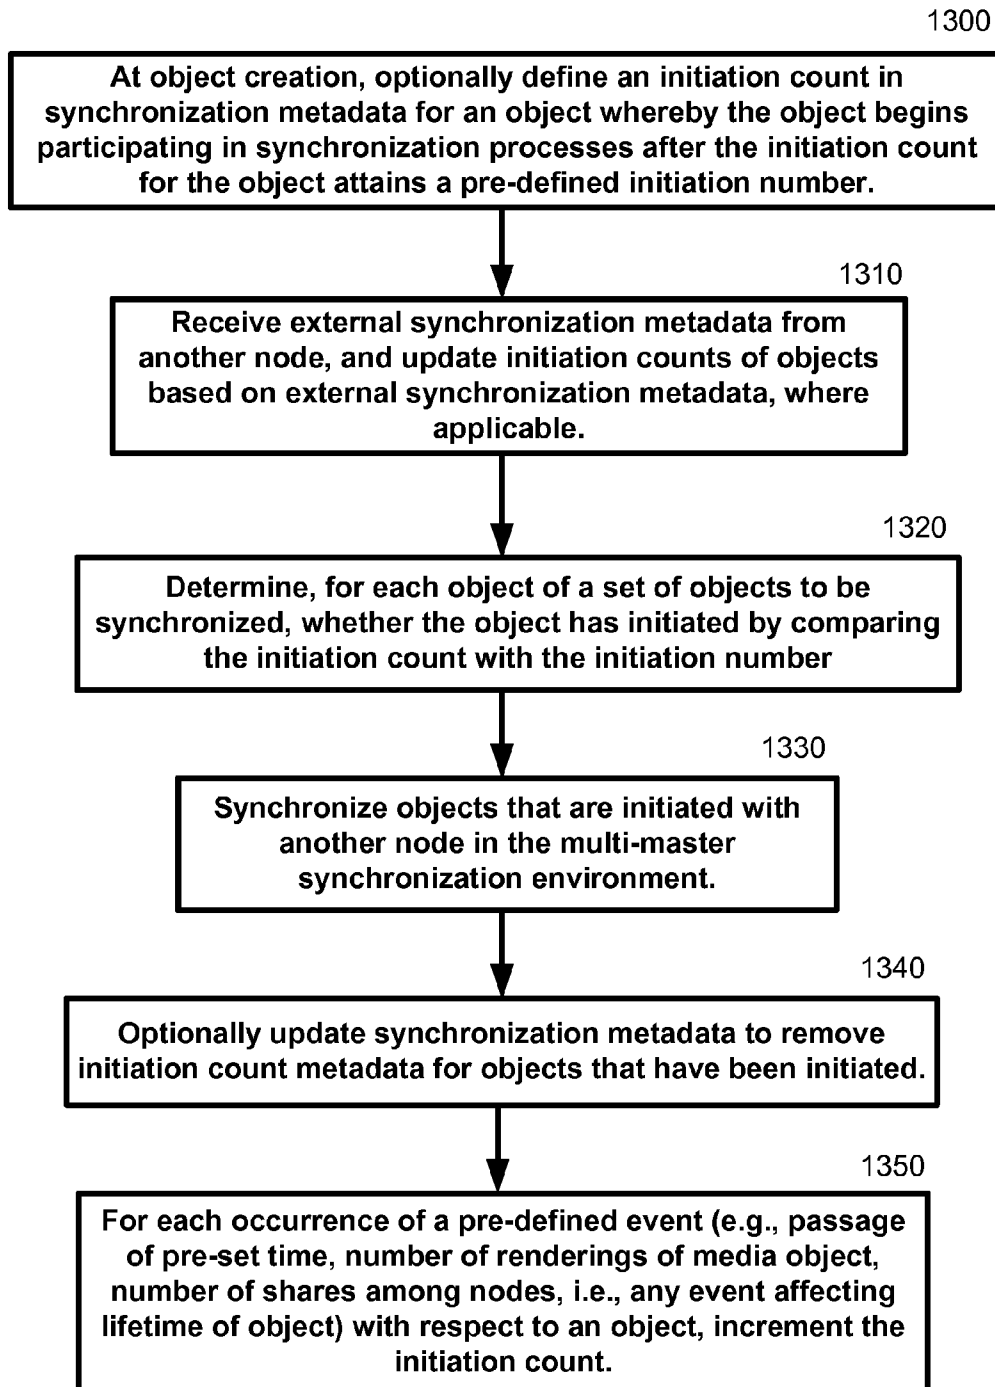 1300
At object creation, optionally define an initiation count in
synchronization metadata for an object whereby the object begins
participating in synchronization processes after the initiation count
for the object attains a pre-defined initiation number.
1310
Receive external synchronization metadata from
another node, and update initiation counts of objects
based on external synchronization metadata, where
applicable.
1320
Determine, for each object of a set of objects to be
synchronized, whether the object has initiated by comparing
the initiation count with the initiation number
1330
Synchronize objects that are initiated with
another node in the multi-master
synchronization environment.
1340
Optionally update synchronization metadata to remove
initiation count metadata for objects that have been initiated.
1350
For each occurrence of a pre-defined event (e.g., passage
of pre-set time, number of renderings of media object,
number of shares among nodes, i.e., any event affecting
lifetime of object) with respect to an object, increment the
initiation count.